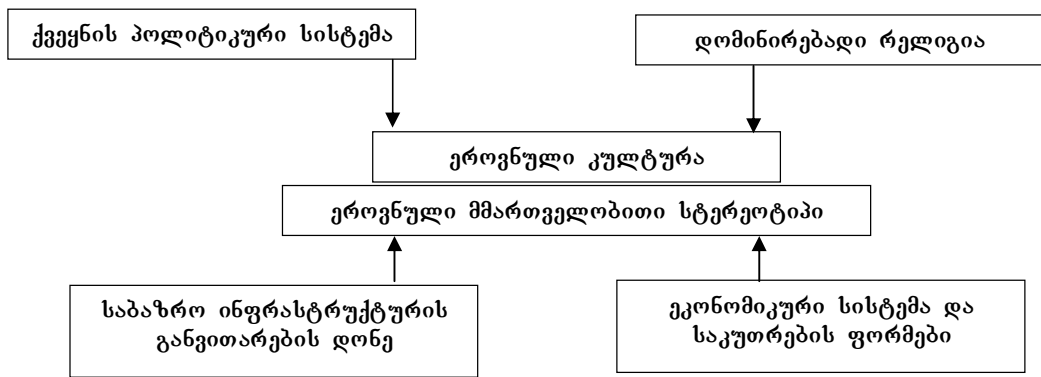 ქვეყნის პოლიტიკური სისტემა
დომინირებადი რელიგია
ეროვნული კულტურა
ეროვნული მმართველობითი სტერეოტიპი
საბაზრო ინფრასტრუქტურის
განვითარების დონე
ეკონომიკური სისტემა და
საკუთრების ფორმები